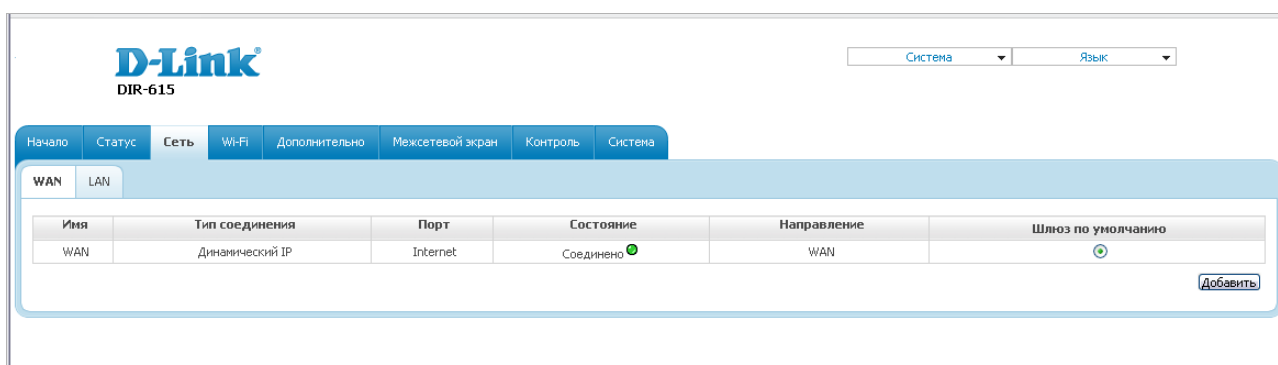 D-Link®
DIR-615
Система Язык
Начало Статус Сеть Wi-Fi Дополнительно Межсетевой экран Контроль Система
WAN LAN
Имя Тип соединения Порт Состояние Направление Шлюз по умолчанию
WAN Динамический IP Internet Соединено WAN
Добавить